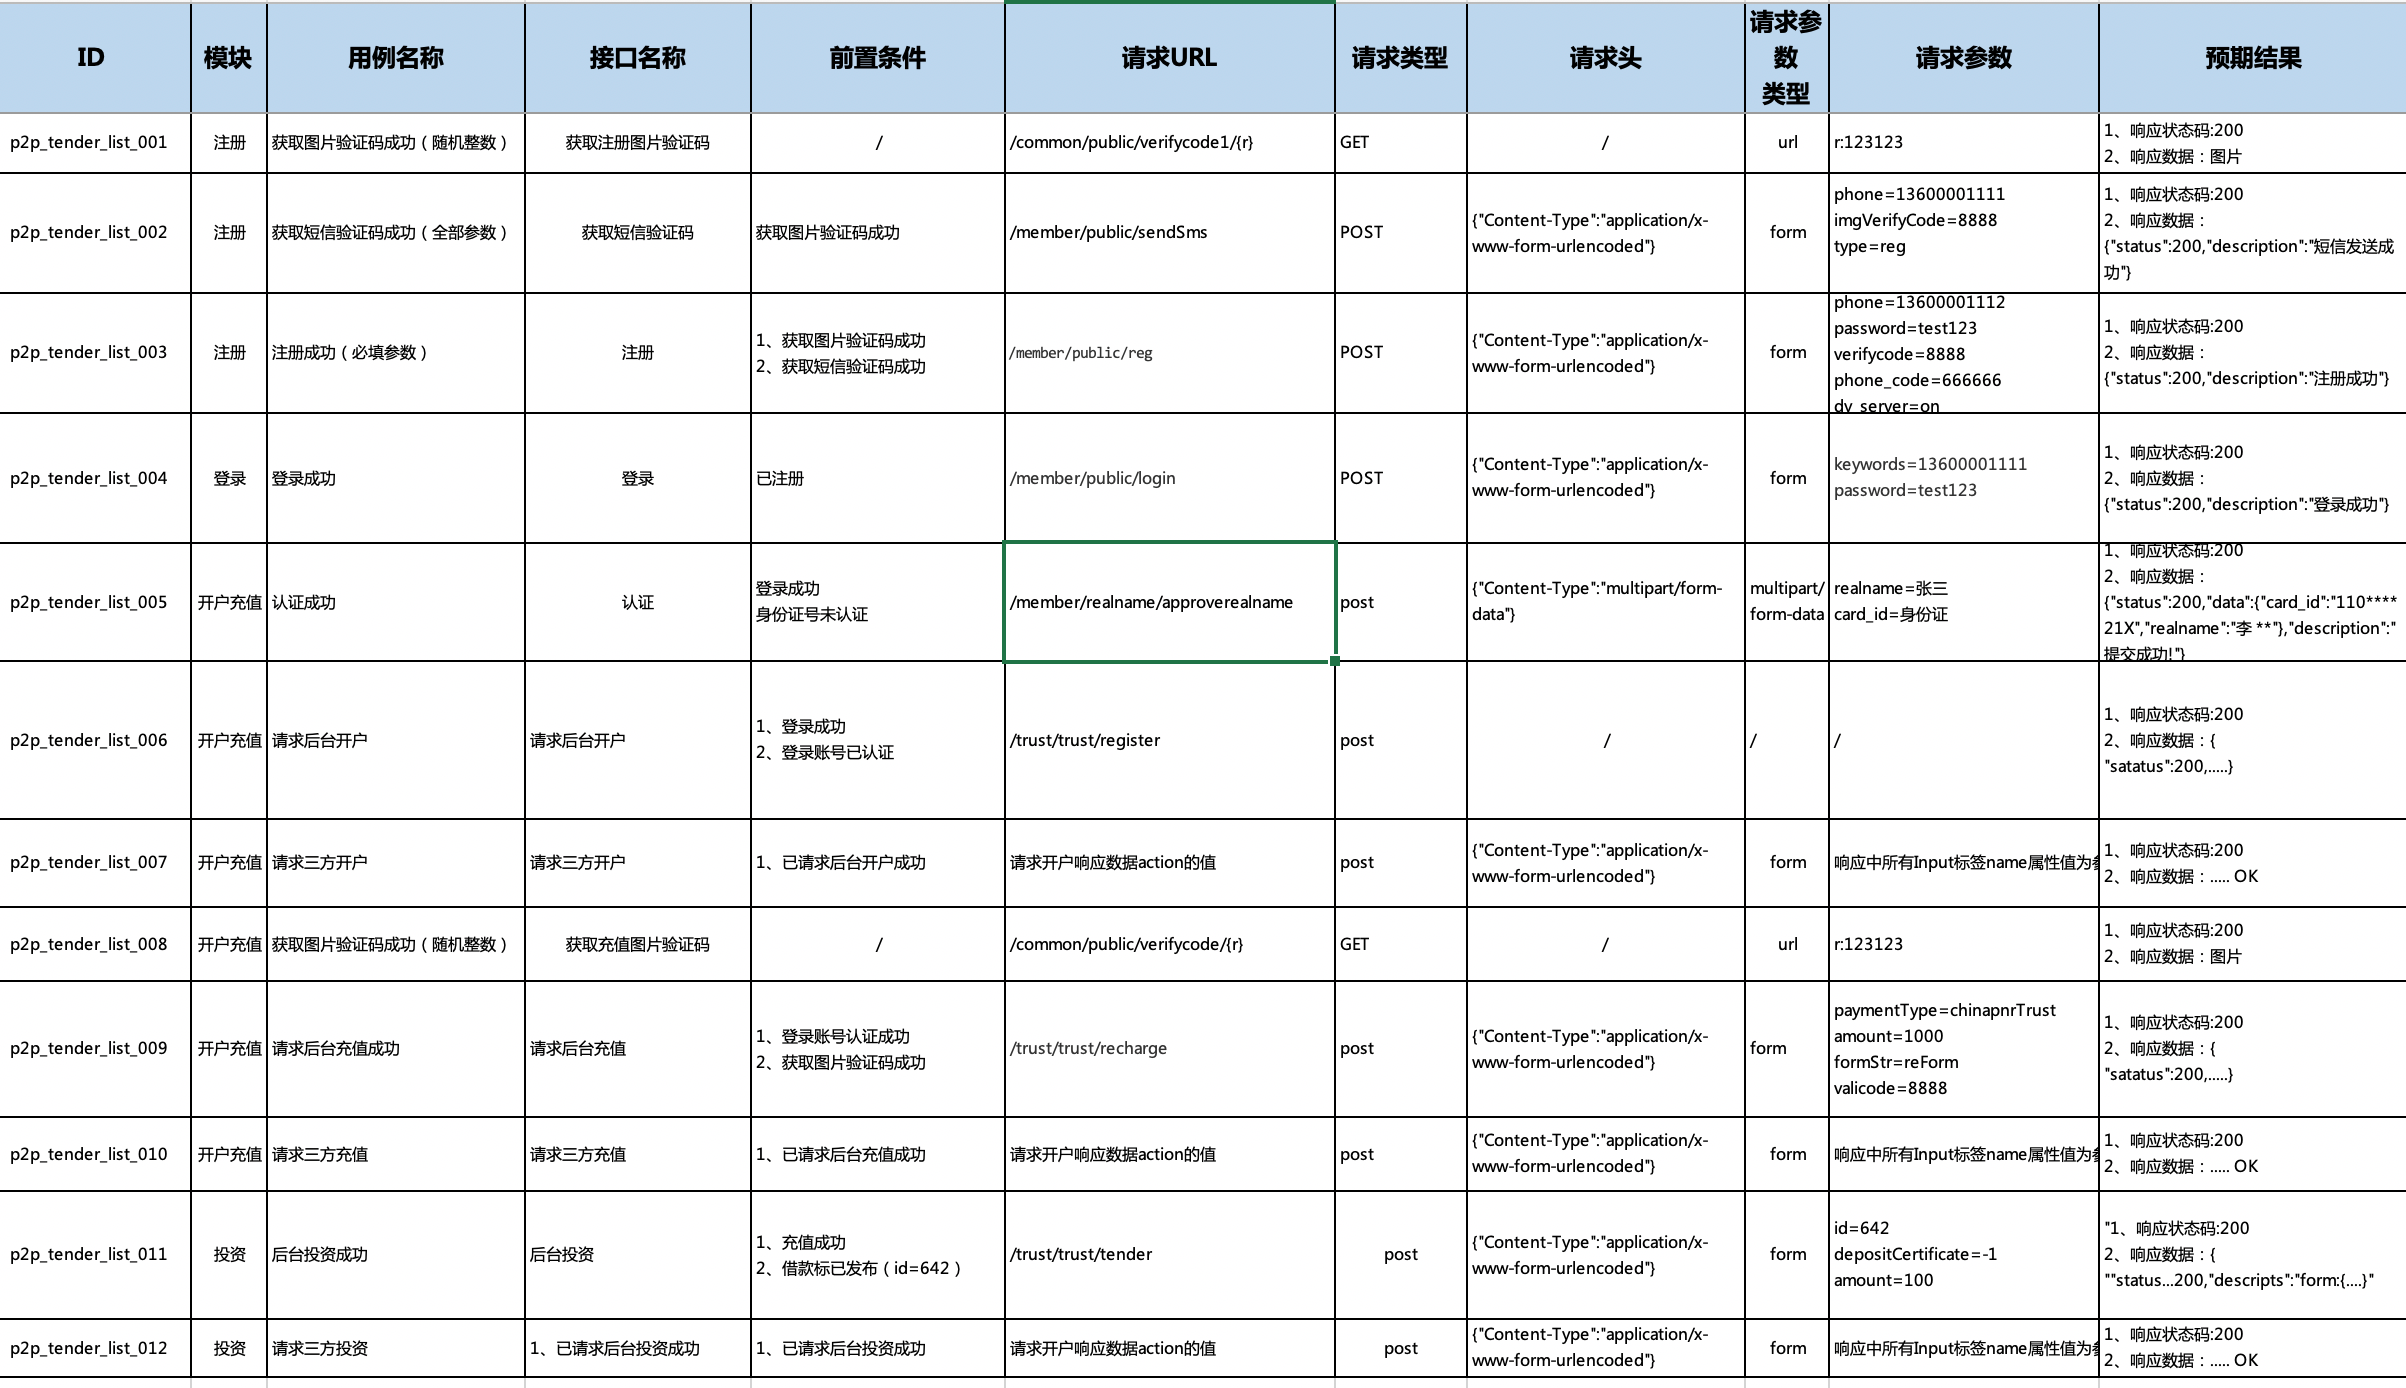 ID
模块
用例名称
接口名称
前置条件
请求URL
请求类型
请求头
请求参
数
类型
请求参数
预期结果
p2p_tender_list_001
注册
获取图片验证码成功（随机整数）
获取注册图片验证码
/
/common/public/verifycode1/{r}
GET
/
url
r:123123
1、响应状态码:200
2、响应数据：图片
p2p_tender_list_002
注册
获取短信验证码成功（全部参数）
获取短信验证码
获取图片验证码成功
/member/public/sendSms
POST
{"Content-Type":"application/x-
www-form-urlencoded"}
form
phone=13600001111
imgVerifyCode=8888
type=reg
1、响应状态码:200
2、响应数据：
{"status":200,"description":"短信发送成
功"}
p2p_tender_list_003
注册
注册成功（必填参数）
注册
1、获取图片验证码成功
2、获取短信验证码成功
/member/public/reg
POST
{"Content-Type":"application/x-
www-form-urlencoded"}
form
phone=13600001112
password=test123
verifycode=8888
phone_code=666666
dy_server=on
1、响应状态码:200
2、响应数据：
{"status":200,"description":"注册成功"}
p2p_tender_list_004
登录
登录成功
登录
已注册
/member/public/login
POST
{"Content-Type":"application/x-
www-form-urlencoded"}
form
keywords=13600001111
password=test123
1、响应状态码:200
2、响应数据：
{"status":200,"description":"登录成功"}
p2p_tender_list_005
开户充值
认证成功
认证
登录成功
身份证号未认证
/member/realname/approverealname
post
{"Content-Type":"multipart/form-
data"}
multipart/
form-data
realname=张三
card_id=身份证
1、响应状态码:200
2、响应数据：
{"status":200,"data":{"card_id":"110****
21X","realname":"李 **"},"description":"
提交成功!"}
p2p_tender_list_006
开户充值
请求后台开户
请求后台开户
1、登录成功
2、登录账号已认证
/trust/trust/register
post
/
/
/
1、响应状态码:200
2、响应数据：{
"satatus":200,.....}
p2p_tender_list_007
开户充值
请求三方开户
请求三方开户
1、已请求后台开户成功
请求开户响应数据action的值
post
{"Content-Type":"application/x-
www-form-urlencoded"}
form
响应中所有Input标签name属性值为
1、响应状态码:200
2、响应数据：..... OK
p2p_tender_list_008
开户充值
获取图片验证码成功（随机整数）
获取充值图片验证码
/
/common/public/verifycode/{r}
GET
/
url
r:123123
1、响应状态码:200
2、响应数据：图片
p2p_tender_list_009
开户充值
请求后台充值成功
请求后台充值
1、登录账号认证成功
2、获取图片验证码成功
/trust/trust/recharge
post
{"Content-Type":"application/x-
www-form-urlencoded"}
form
paymentType=chinapnrTrust
amount=1000
formStr=reForm
valicode=8888
1、响应状态码:200
2、响应数据：{
"satatus":200,.....}
p2p_tender_list_010
开户充值
请求三方充值
请求三方充值
1、已请求后台充值成功
请求开户响应数据action的值
post
{"Content-Type":"application/x-
www-form-urlencoded"}
form
响应中所有Input标签name属性值为
1、响应状态码:200
2、响应数据：..... OK
p2p_tender_list_011
投资
后台投资成功
后台投资
1、充值成功
2、借款标已发布（id=642）
/trust/trust/tender
post
{"Content-Type":"application/x-
www-form-urlencoded"}
form
id=642
depositCertificate=-1
amount=100
"1、响应状态码:200
2、响应数据：{
""status...200,"descripts":"form:{....}"
p2p_tender_list_012
投资
请求三方投资
1、已请求后台投资成功
1、已请求后台投资成功
请求开户响应数据action的值
post
{"Content-Type":"application/x-
www-form-urlencoded"}
form
响应中所有Input标签name属性值为
1、响应状态码:200
2、响应数据：..... OK